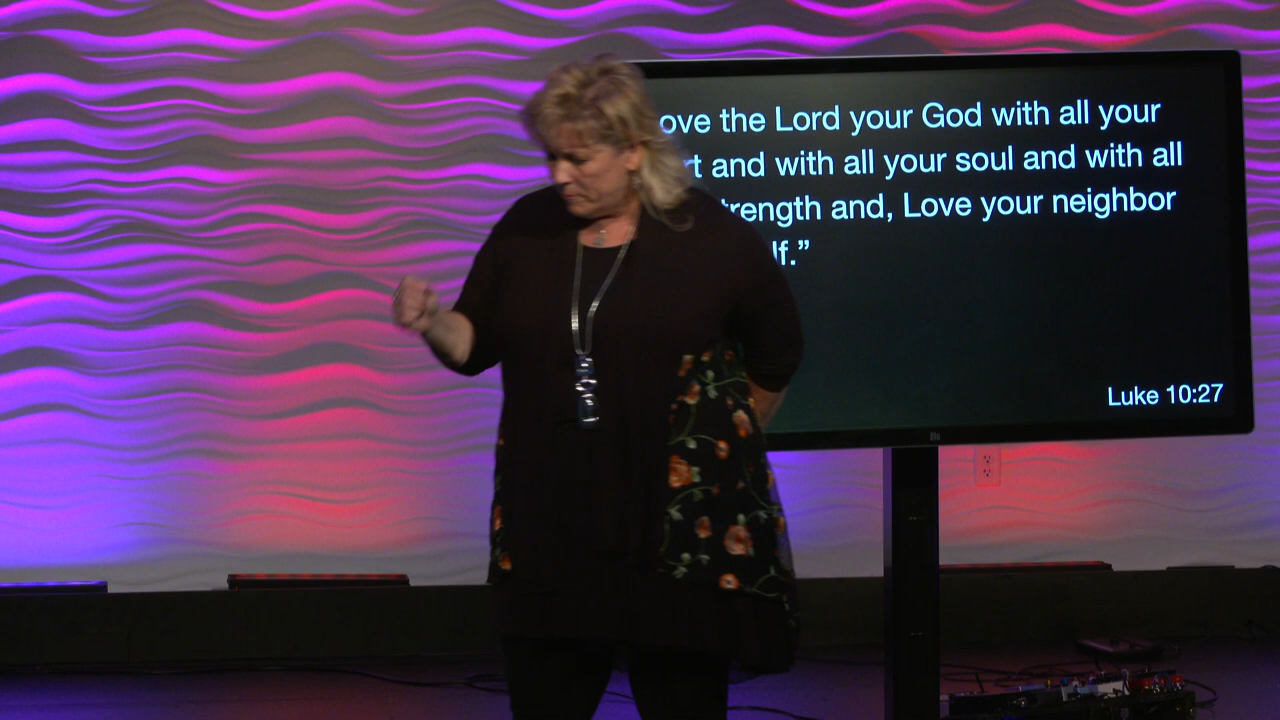 ove the Lord your God with all your
rt and with all your soul and with all
trength and, Love your neighbor
lf.”
Luke 10:27